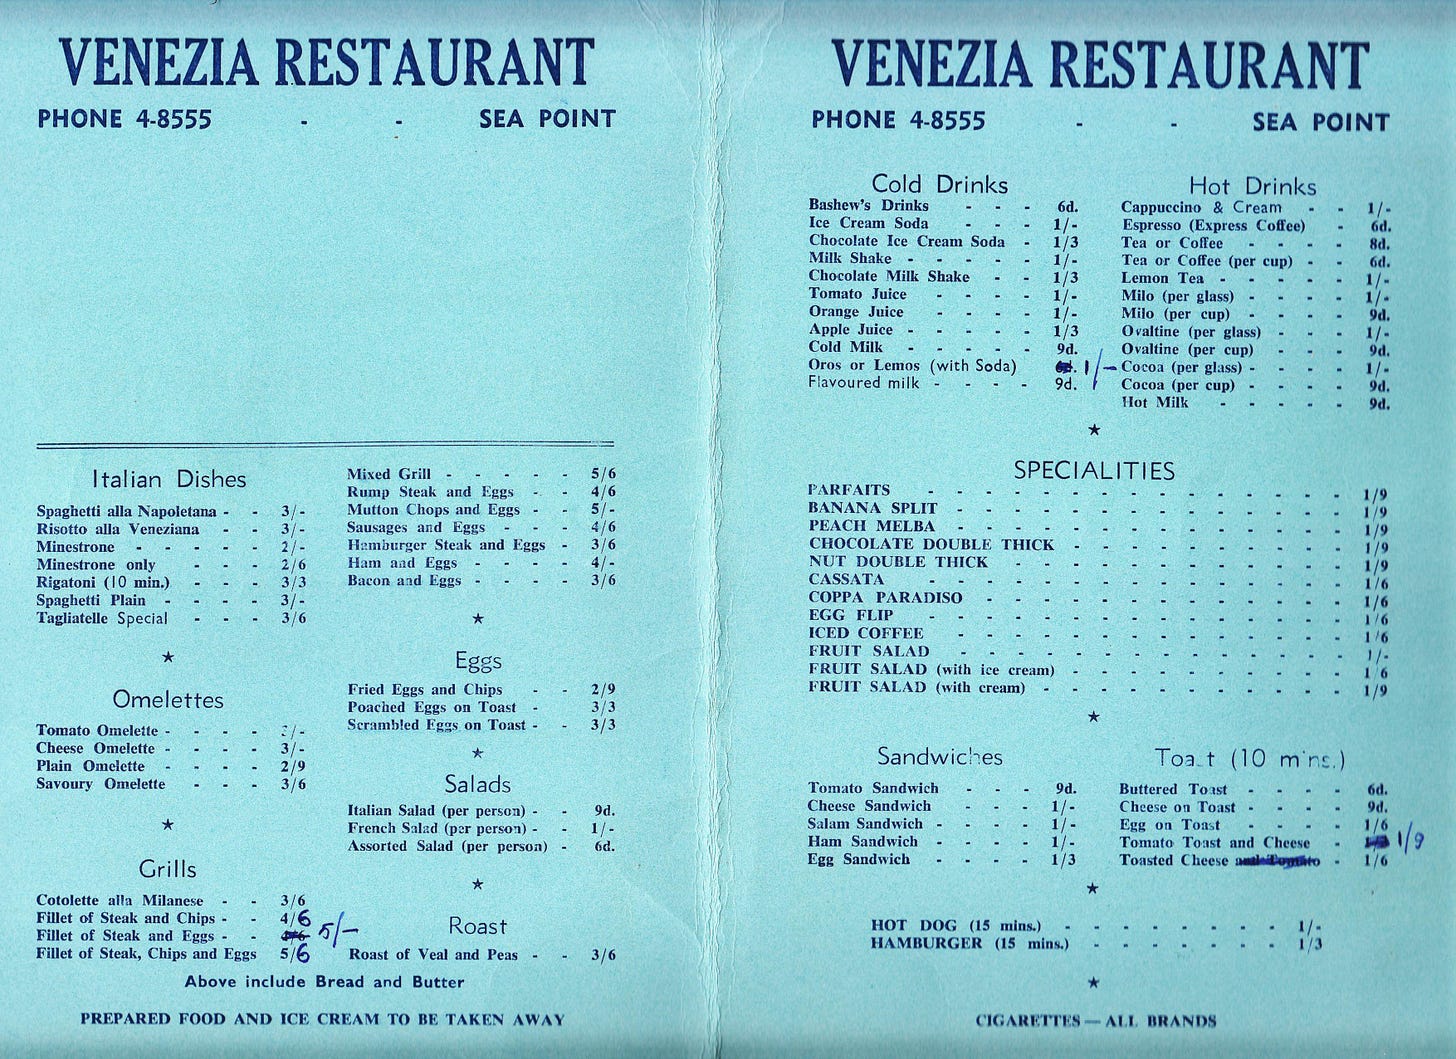 VENEZIA RESTAURANT
PHONE 4-8555 - - SEA POINT
Italian Dishes
Spaghetti alla Napoletana - - 3/-
Risotto alla Veneziana - - 3/-
Minestrone - - - - - 2/-
Minestrone only - - - 2/6
Rigatoni (10 min.) - - - 3/3
Spaghetti Plain - - - - 3/-
Tagliatelle Special - - - 3/6
Omelettes
Tomato Omelette - - - - /-
Cheese Omelette - - - - 3/-
Plain Omelette - - - - 2/9
Savoury Omelette - - - 3/6
Grills
Cotolette alla Milanese - - 3/6
Fillet of Steak and Chips - - 4/6
Fillet of Steak and Eggs - - 5/-
Fillet of Steak, Chips and Eggs 5/6
Mixed Grill - - - - - 5/6
Rump Steak and Eggs - - 4/6
Mutton Chops and Eggs - - 5/-
Sausages and Eggs - - - 4/6
Hamburger Steak and Eggs - 3/6
Ham and Eggs - - - - 4/-
Bacon and Eggs - - - - 3/6
Eggs
Fried Eggs and Chips - - 2/9
Poached Eggs on Toast - 3/3
Scrambled Eggs on Toast - - 3/3
Salads
Italian Salad (per person) - - 9d.
French Salad (per person) - - 1/-
Assorted Salad (per person) - 6d.
Roast
Roast of Veal and Peas - - 3/6
Above include Bread and Butter
PREPARED FOOD AND ICE CREAM TO BE TAKEN AWAY
VENEZIA RESTAURANT
PHONE 4-8555 - - SEA POINT
Cold Drinks
Bashew's Drinks - - - 6d.
Ice Cream Soda - - - 1/-
Chocolate Ice Cream Soda - 1/3
Milk Shake - - - - - 1/-
Chocolate Milk Shake - - 1/3
Tomato Juice - - - - 1/-
Orange Juice - - - - 1/-
Apple Juice - - - - - 1/3
Cold Milk - - - - - 9d.
Oros or Lemos (with Soda) 1/-
Flavoured milk - - - - 9d.
Hot Drinks
Cappuccino & Cream - - 1/-
Espresso (Express Coffee) - 6d.
Tea or Coffee - - - - 8d.
Tea or Coffee (per cup) - - 6d.
Lemon Tea - - - - - 1/-
Milo (per glass) - - - - 1/-
Milo (per cup) - - - - 9d.
Ovaltine (per glass) - - - 1/-
Ovaltine (per cup) - - - 9d.
Cocoa (per glass) - - - - 1/-
Cocoa (per cup) - - - - 9d.
Hot Milk - - - - - 9d.
SPECIALITIES
PARFAITS - - - - - - - - - - - - - - - 1/9
BANANA SPLIT - - - - - - - - - - - - - - 1/9
PEACH MELBA - - - - - - - - - - - - - - 1/9
CHOCOLATE DOUBLE THICK - - - - - - - - - - 1/9
NUT DOUBLE THICK - - - - - - - - - - - - 1/9
CASSATA - - - - - - - - - - - - - - - 1/6
COPPA PARADISO - - - - - - - - - - - - - 1/6
EGG FLIP - - - - - - - - - - - - - - - 1/6
ICED COFFEE - - - - - - - - - - - - - - 1/6
FRUIT SALAD - - - - - - - - - - - - - - 1/-
FRUIT SALAD (with ice cream) - - - - - - - - - - 1 6
FRUIT SALAD (with cream) - - - - - - - - - - - 1/9
Sandwiches
Tomato Sandwich - - - 9d.
Cheese Sandwich - - - 1/-
Salam Sandwich - - - - 1/-
Ham Sandwich - - - - 1/-
Egg Sandwich - - - - 1/3
Toast (10 mins.)
Buttered Toast - - - - 6d.
Cheese on Toast - - - - 9d.
Egg on Toast - - - - 1/6
Tomato Toast and Cheese - 1/9
Toasted Cheese - 1/6
HOT DOG (15 mins.) - - - - - - - - 1/-
HAMBURGER (15 mins.) - - - - - - - 1/3
CIGARETTES — ALL BRANDS